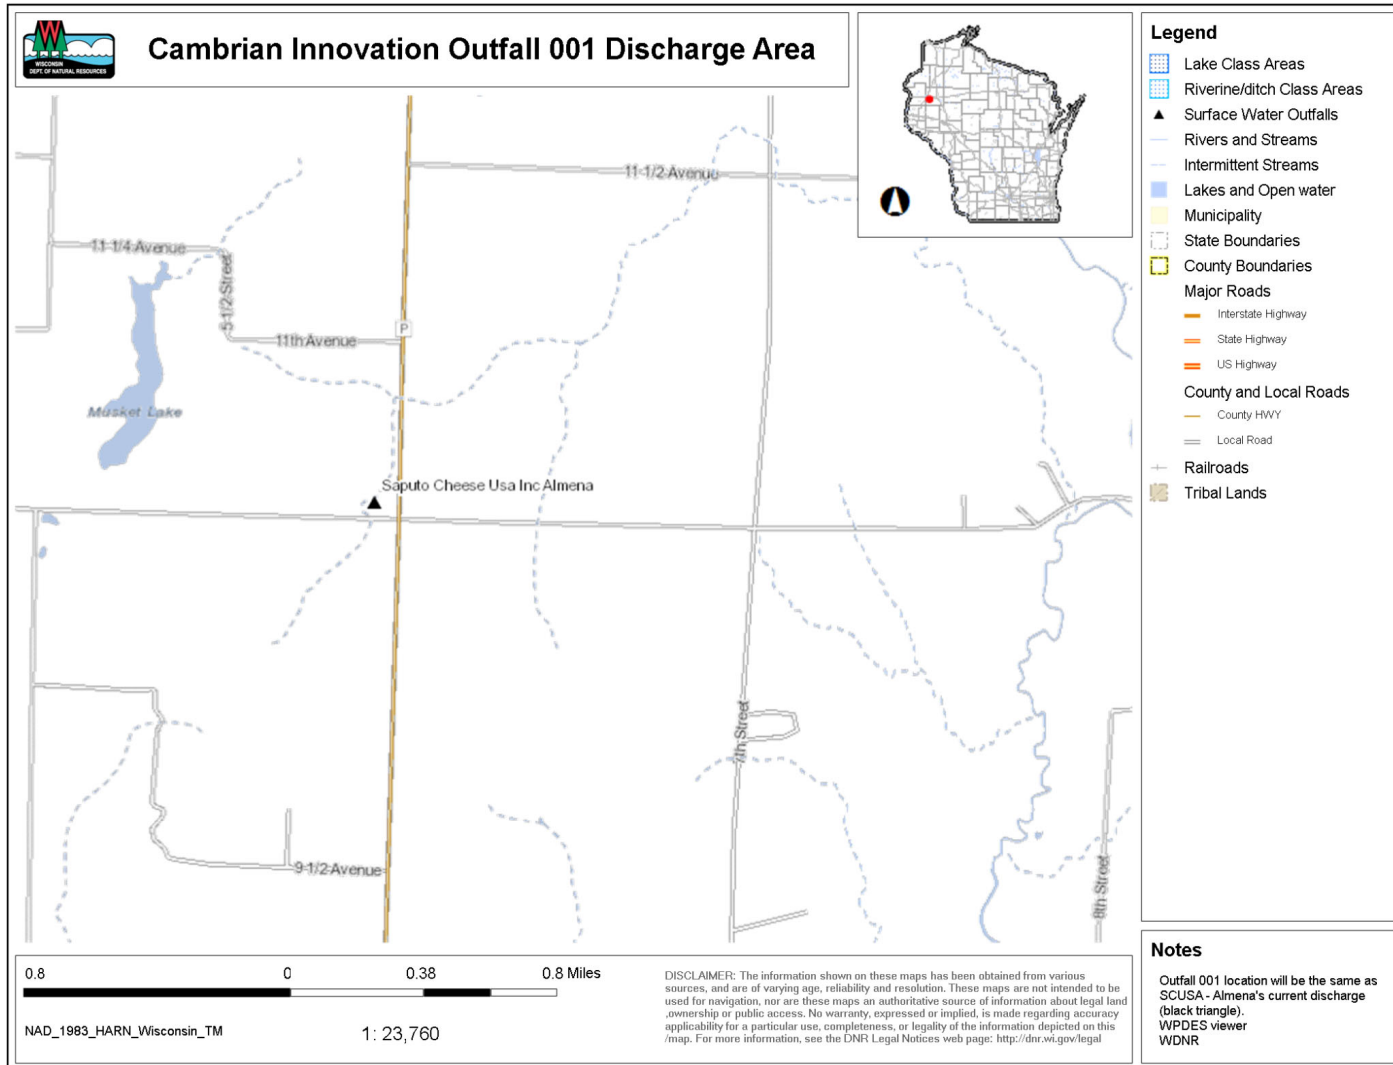 W
WISCONSIN
DEPT. OF NATURAL RESOURCES
Cambrian Innovation Outfall 001 Discharge Area
Legend
Lake Class Areas
Riverine/ditch Class Areas
Surface Water Outfalls
Rivers and Streams
Intermittent Streams
Lakes and Open water
Municipality
State Boundaries
County Boundaries
Major Roads
Interstate Highway
State Highway
US Highway
County and Local Roads
County HWY
Local Road
Railroads
Tribal Lands
11-1/2 Avenue
11-1/4 Avenue
5-1/2 Street
P
11th Avenue
Musket Lake
Saputo Cheese Usa Inc Almena
7th Street
9-1/2 Avenue
8th Street
0.8
0
0.38
0.8 Miles
NAD_1983_HARN_Wisconsin_TM
1: 23,760
DISCLAIMER: The information shown on these maps has been obtained from various
sources, and are of varying age, reliability and resolution. These maps are not intended to be
used for navigation, nor are these maps an authoritative source of information about legal land
,ownership or public access. No warranty, expressed or implied, is made regarding accuracy
applicability for a particular use, completeness, or legality of the information depicted on this
/map. For more information, see the DNR Legal Notices web page: http://dnr.wi.gov/legal
Notes
Outfall 001 location will be the same as
SCUSA - Almena's current discharge
(black triangle).
WPDES viewer
WDNR